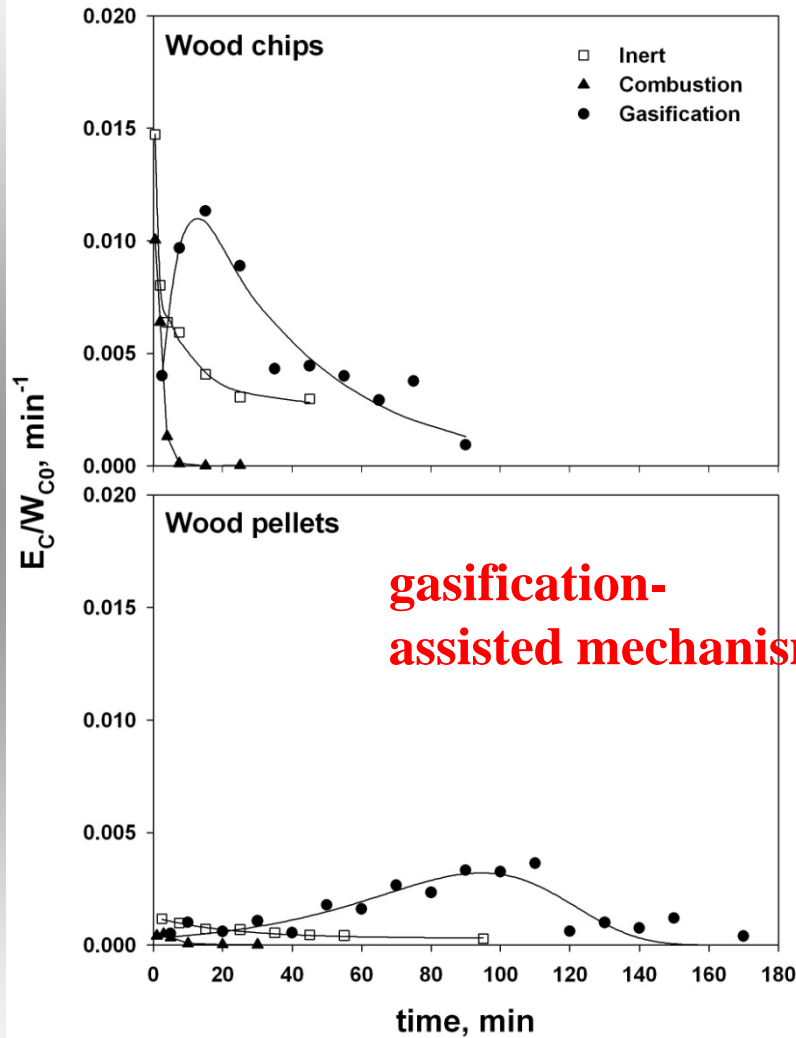 0.020
Wood chips
Inert
Combustion
Gasification
0.015
0.010
0.005
0.000
E_C/W_C0, min⁻¹
0.020
Wood pellets
gasification-
assisted mechanis
0.015
0.010
0.005
0.000
0 20 40 60 80 100 120 140 160 180
time, min